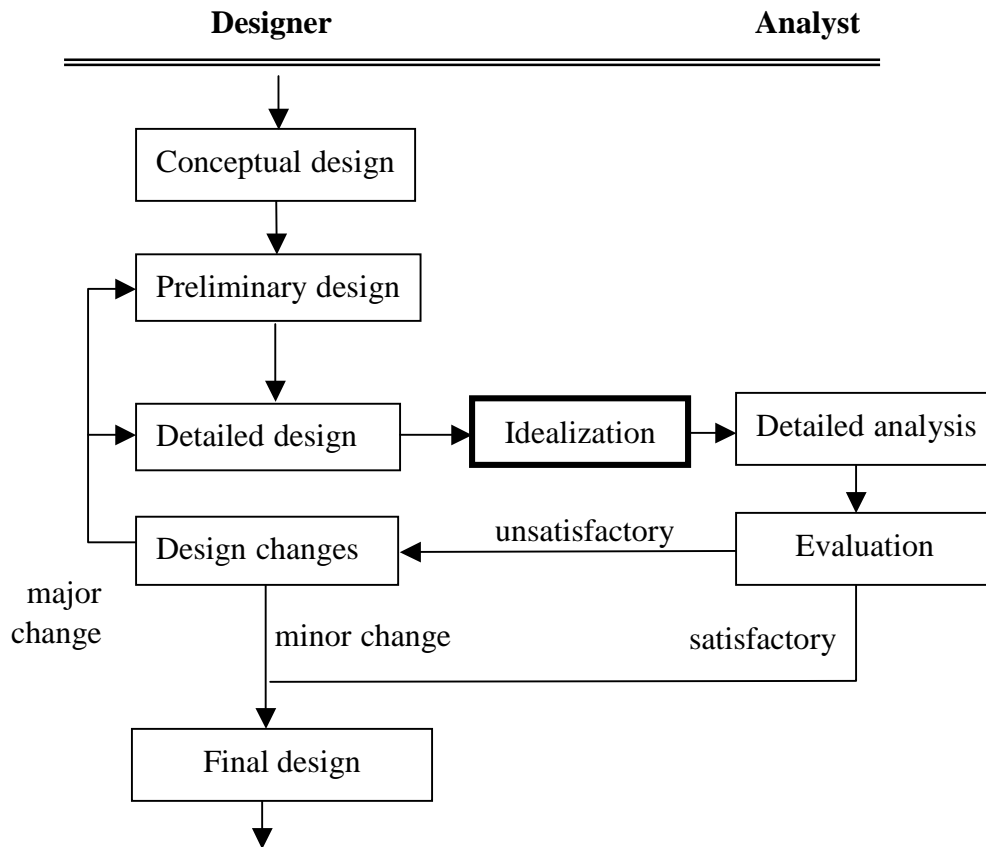 Designer
Analyst
Conceptual design
Preliminary design
Detailed design
Idealization
Detailed analysis
Design changes
unsatisfactory
Evaluation
major
change
minor change
satisfactory
Final design